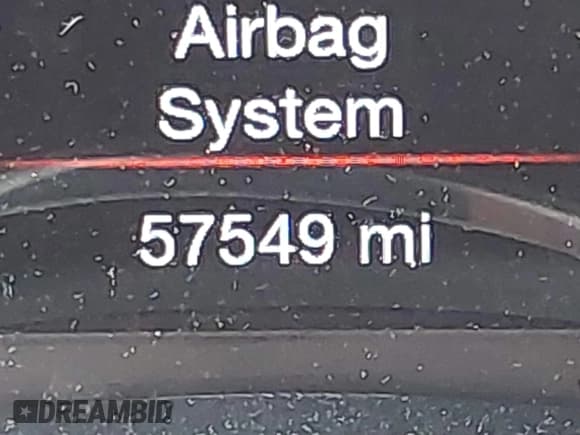 Airbag
System
57549 mi
DREAMBID